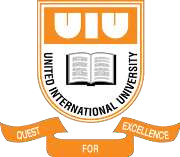 UIU
UNITED INTERNATIONAL UNIVERSITY
QUEST
FOR
EXCELLENCE